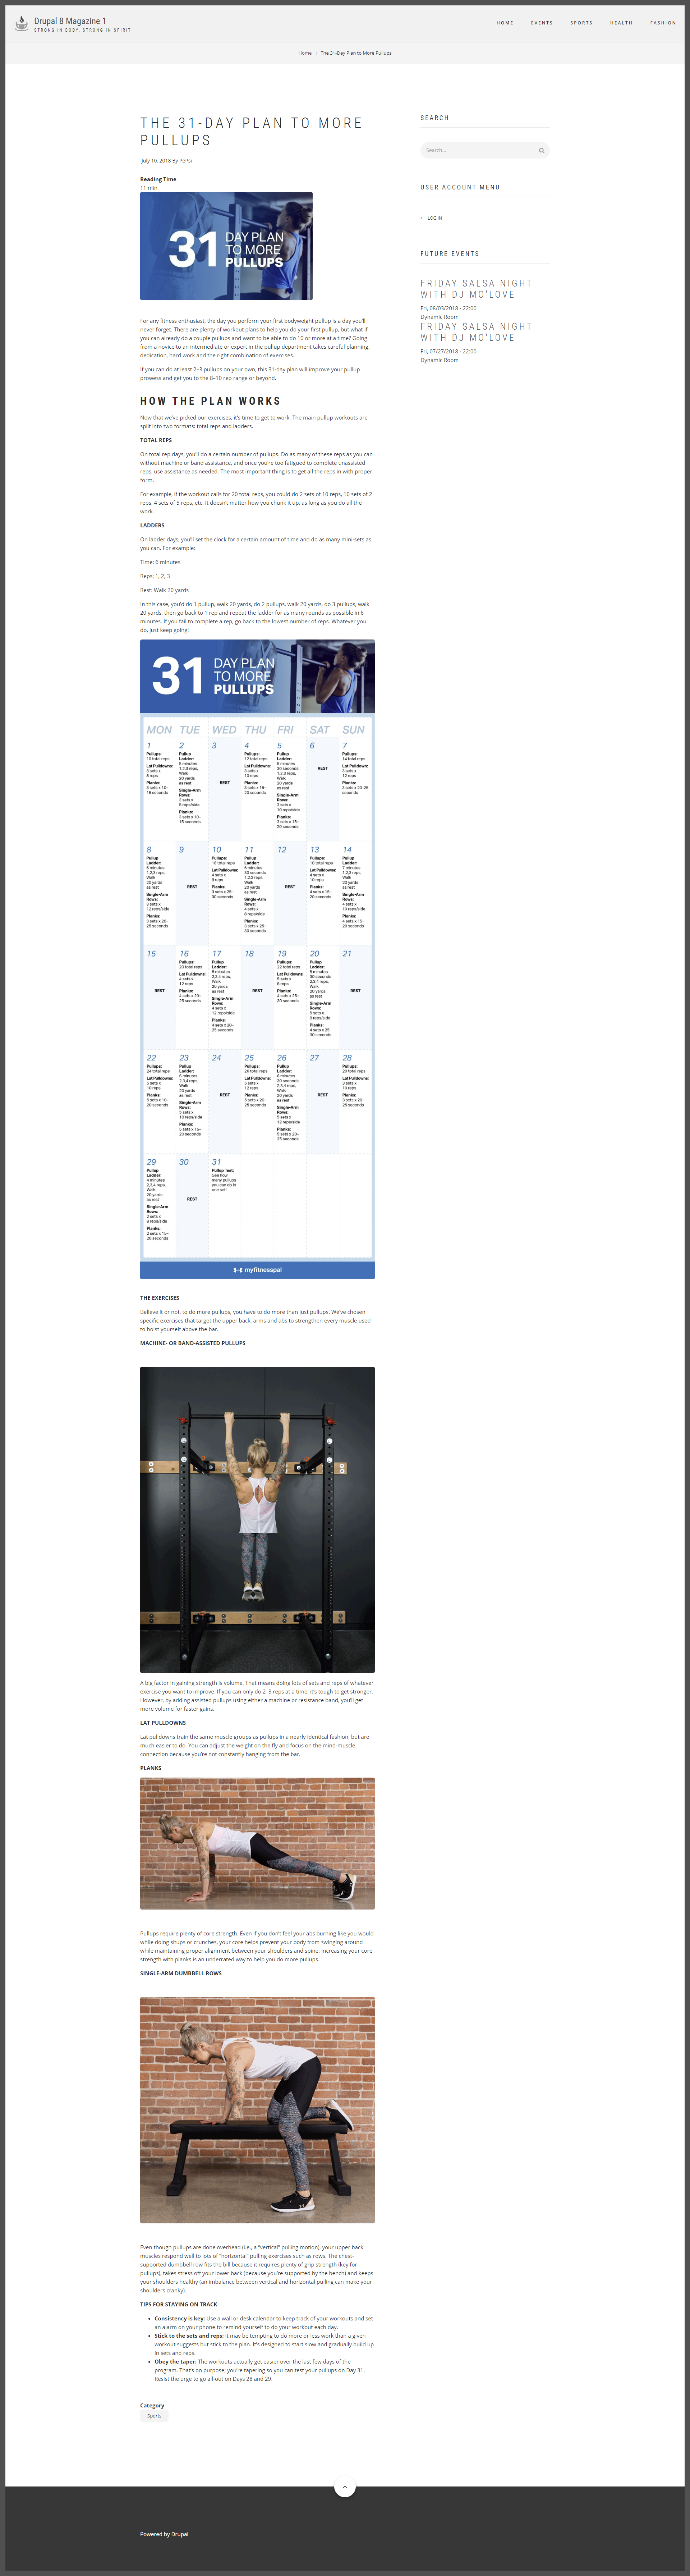 Drupal 8 Magazine 1
STRONG IN BODY, STRONG IN SPIRIT
HOME
EVENTS
SPORTS
HEALTH
FASHION
Home » The 31-Day Plan to More Pullups
THE 31-DAY PLAN TO MORE
PULLUPS
July 10, 2018 By PePsi
Reading Time
11 min
31 DAY PLAN
TO MORE
PULLUPS
For any fitness enthusiast, the day you perform your first bodyweight pullup is a day you'll
never forget. There are plenty of workout plans to help you do your first pullup, but what if
you can already do a couple pullups and want to be able to do 10 or more at a time? Going
from a novice to an intermediate or expert in the pullup department takes careful planning,
dedication, hard work and the right combination of exercises.
If you can do at least 2–3 pullups on your own, this 31-day plan will improve your pullup
prowess and get you to the 8–10 rep range or beyond.
HOW THE PLAN WORKS
Now that we've picked our exercises, it's time to get to work. The main pullup workouts are
split into two formats: total reps and ladders.
TOTAL REPS
On total rep days, you'll do a certain number of pullups. Do as many of these reps as you can
without machine or band assistance, and once you're too fatigued to complete unassisted
reps, use assistance as needed. The most important thing is to get all the reps in with proper
form.
For example, if the workout calls for 20 total reps, you could do 2 sets of 10 reps, 10 sets of 2
reps, 4 sets of 5 reps, etc. It doesn't matter how you chunk it up, as long as you do all the
work.
LADDERS
On ladder days, you'll set the clock for a certain amount of time and do as many mini-sets as
you can. For example:
Time: 6 minutes
Reps: 1, 2, 3
Rest: Walk 20 yards
In this case, you'd do 1 pullup, walk 20 yards, do 2 pullups, walk 20 yards, do 3 pullups, walk
20 yards, then go back to 1 rep and repeat the ladder for as many rounds as possible in 6
minutes. If you fail to complete a rep, go back to the lowest number of reps. Whatever you
do, just keep going!
31 DAY PLAN
TO MORE
PULLUPS
MON TUE WED THU FRI SAT SUN
1
Pullups:
10 total reps
Lat Pulldowns:
3 sets x
8 reps
Planks:
3 sets x 10–
15 seconds
2
Pullup
Ladder:
5 minutes
1,2,3 reps,
Walk
20 yards
as rest
Single-Arm
Rows:
3 sets x
8 reps/side
Planks:
3 sets x 10–
15 seconds
3
REST
4
Pullups:
12 total reps
Lat Pulldowns:
3 sets x
10 reps
Planks:
3 sets x 15–
20 seconds
5
Pullup
Ladder:
5 minutes
30 seconds,
1,2,3 reps,
Walk
20 yards
as rest
Single-Arm
Rows:
3 sets x
10 reps/side
Planks:
3 sets x 15–
20 seconds
6
REST
7
Pullups:
14 total reps
Lat Pulldown:
3 sets x
12 reps
Planks:
3 sets x 20-25
seconds
8
Pullup
Ladder:
6 minutes
1,2,3 reps,
Walk
20 yards
as rest
Single-Arm
Rows:
3 sets x
12 reps/side
Planks:
3 sets x 20–
25 seconds
9
REST
10
Pullups:
16 total reps
Lat Pulldowns:
4 sets x
8 reps
Planks:
3 sets x 25–
30 seconds
11
Pullup
Ladder:
6 minutes
30 seconds
1,2,3 reps,
Walk
20 yards
as rest
Single-Arm
Rows:
4 sets x
8 reps/side
Planks:
3 sets x 25–
30 seconds
12
REST
13
Pullups:
18 total reps
Lat Pulldowns:
4 sets x
10 reps
Planks:
4 sets x 15–
20 seconds
14
Pullup
Ladder:
7 minutes
1,2,3 reps,
Walk
20 yards
as rest
Single-Arm
Rows:
4 sets x
10 reps/side
Planks:
4 sets x 15–
20 seconds
15
REST
16
Pullups:
20 total reps
Lat Pulldowns:
4 sets x
12 reps
Planks:
4 sets x 20–
25 seconds
17
Pullup
Ladder:
5 minutes
2,3,4 reps,
Walk
20 yards
as rest
Single-Arm
Rows:
4 sets x
12 reps/side
Planks:
4 sets x 20–
25 seconds
18
REST
19
Pullups:
22 total reps
Lat Pulldowns:
5 sets x
8 reps
Planks:
4 sets x 25–
30 seconds
20
Pullup
Ladder:
5 minutes
30 seconds
2,3,4 reps,
Walk
20 yards
as rest
Single-Arm
Rows:
5 sets x
8 reps/side
Planks:
4 sets x 25–
30 seconds
21
REST
22
Pullups:
24 total reps
Lat Pulldowns:
5 sets x
10 reps
Planks:
5 sets x 10–
20 seconds
23
Pullup
Ladder:
6 minutes
2,3,4 reps,
Walk
20 yards
as rest
Single-Arm
Rows:
5 sets x
10 reps/side
Planks:
5 sets x 15–
20 seconds
24
REST
25
Pullups:
26 total reps
Lat Pulldowns:
5 sets x
12 reps
Planks:
5 sets x 20–
25 seconds
26
Pullup
Ladder:
6 minutes
30 seconds
2,3,4 reps,
Walk
20 yards
as rest
Single-Arm
Rows:
5 sets x
12 reps/side
Planks:
5 sets x 20–
25 seconds
27
REST
28
Pullups:
20 total reps
Lat Pulldowns:
3 sets x
10 reps
Planks:
3 sets x 20–
25 seconds
29
Pullup
Ladder:
4 minutes
2,3,4 reps,
Walk
20 yards
as rest
Single-Arm
Rows:
2 sets x
8 reps/side
Planks:
2 sets x 15–
20 seconds
30
REST
31
Pullup Test:
See how
many pullups
you can do in
one set!
myfitnesspal
THE EXERCISES
Believe it or not, to do more pullups, you have to do more than just pullups. We've chosen
specific exercises that target the upper back, arms and abs to strengthen every muscle used
to hoist yourself above the bar.
MACHINE- OR BAND-ASSISTED PULLUPS
A big factor in gaining strength is volume. That means doing lots of sets and reps of whatever
exercise you want to improve. If you can only do 2–3 reps at a time, it's tough to get stronger.
However, by adding assisted pullups using either a machine or resistance band, you'll get
more volume for faster gains.
LAT PULLDOWNS
Lat pulldowns train the same muscle groups as pullups in a nearly identical fashion, but are
much easier to do. You can adjust the weight on the fly and focus on the mind-muscle
connection because you're not constantly hanging from the bar.
PLANKS
Pullups require plenty of core strength. Even if you don't feel your abs burning like you would
while doing situps or crunches, your core helps prevent your body from swinging around
while maintaining proper alignment between your shoulders and spine. Increasing your core
strength with planks is an underrated way to help you do more pullups.
SINGLE-ARM DUMBBELL ROWS
Even though pullups are done overhead (i.e., a "vertical" pulling motion), your upper back
muscles respond well to lots of "horizontal" pulling exercises such as rows. The chest-
supported dumbbell row fits the bill because it requires plenty of grip strength (key for
pullups), takes stress off your lower back (because you're supported by the bench) and keeps
your shoulders healthy (an imbalance between vertical and horizontal pulling can make your
shoulders cranky).
TIPS FOR STAYING ON TRACK
• Consistency is key: Use a wall or desk calendar to keep track of your workouts and set
an alarm on your phone to remind yourself to do your workout each day.
• Stick to the sets and reps: It may be tempting to do more or less work than a given
workout suggests but stick to the plan. It's designed to start slow and gradually build up
in sets and reps.
• Obey the taper: The workouts actually get easier over the last few days of the
program. That's on purpose; you're tapering so you can test your pullups on Day 31.
Resist the urge to go all-out on Days 28 and 29.
Category
Sports
SEARCH
Search...
USER ACCOUNT MENU
LOG IN
FUTURE EVENTS
FRIDAY SALSA NIGHT
WITH DJ MO'LOVE
Fri, 08/03/2018 - 22:00
Dynamic Room
FRIDAY SALSA NIGHT
WITH DJ MO'LOVE
Fri, 07/27/2018 - 22:00
Dynamic Room
Powered by Drupal